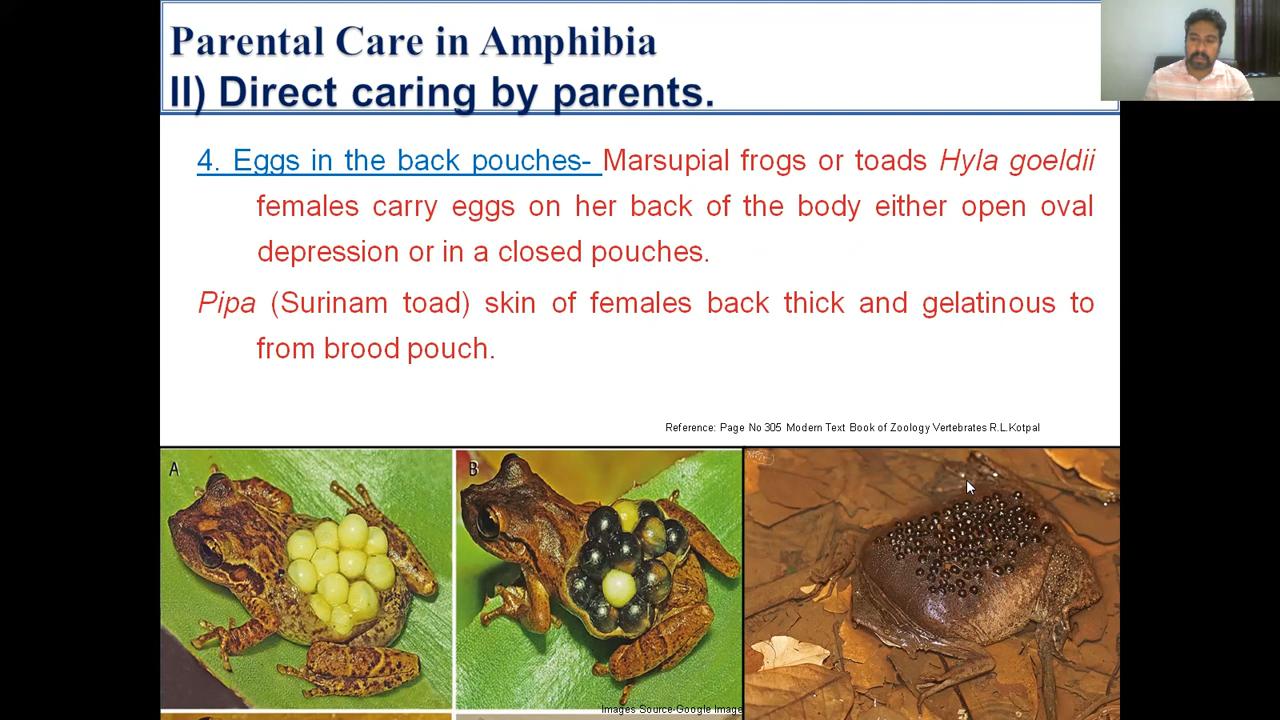 Parental Care in Amphibia
II) Direct caring by parents.
4. Eggs in the back pouches- Marsupial frogs or toads Hyla goeldii
females carry eggs on her back of the body either open oval
depression or in a closed pouches.
Pipa (Surinam toad) skin of females back thick and gelatinous to
from brood pouch.
Reference: Page No 305 Modern Text Book of Zoology Vertebrates R.L.Kotpal
A
B
Images Source-Google Image